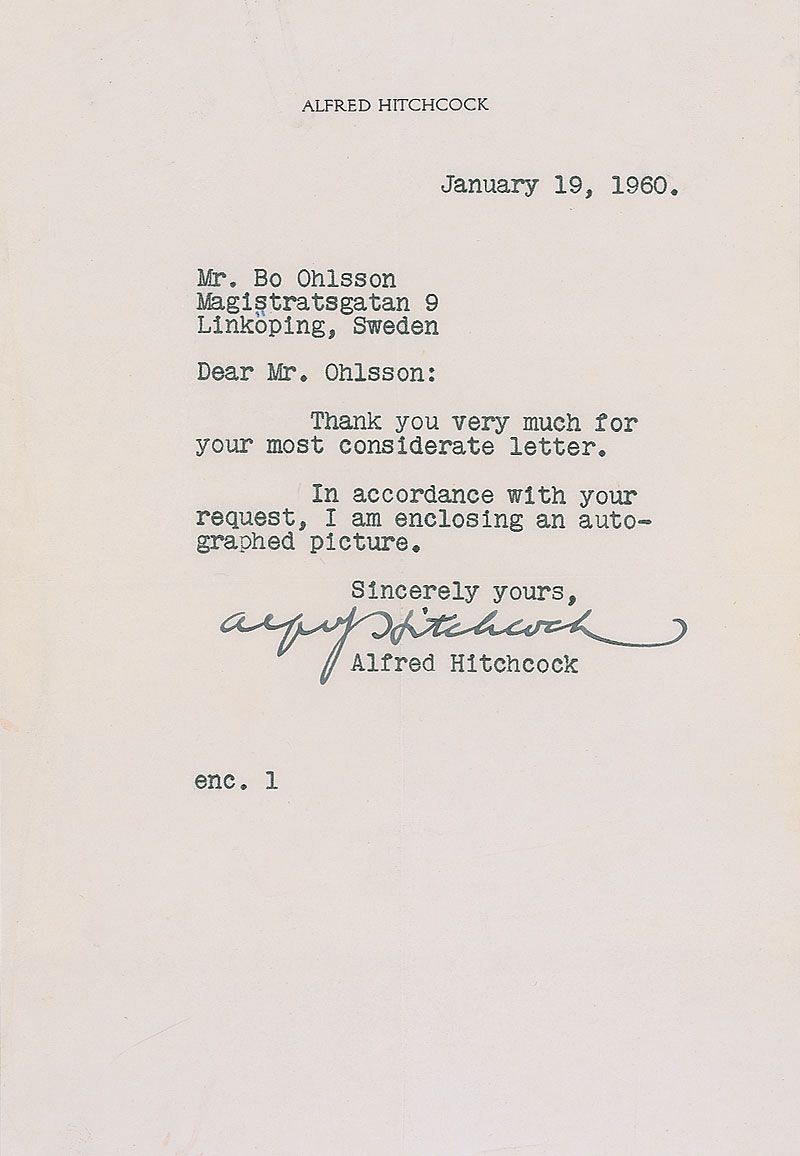 ALFRED HITCHCOCK
January 19, 1960.
Mr. Bo Ohlsson
Magistratsgatan 9
Linköping, Sweden
Dear Mr. Ohlsson:
Thank you very much for
your most considerate letter.
In accordance with your
request, I am enclosing an auto-
graphed picture.
Sincerely yours,
Alfred Hitchcock
Alfred Hitchcock
enc. 1